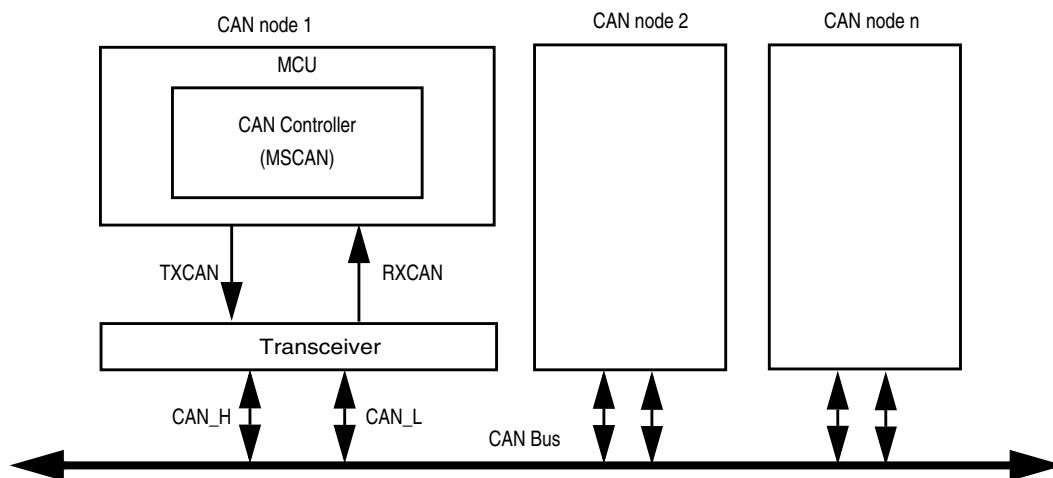 CAN node 1
CAN node 2
CAN node n
MCU
CAN Controller
(MSCAN)
TXCAN
RXCAN
Transceiver
CAN_H
CAN_L
CAN Bus